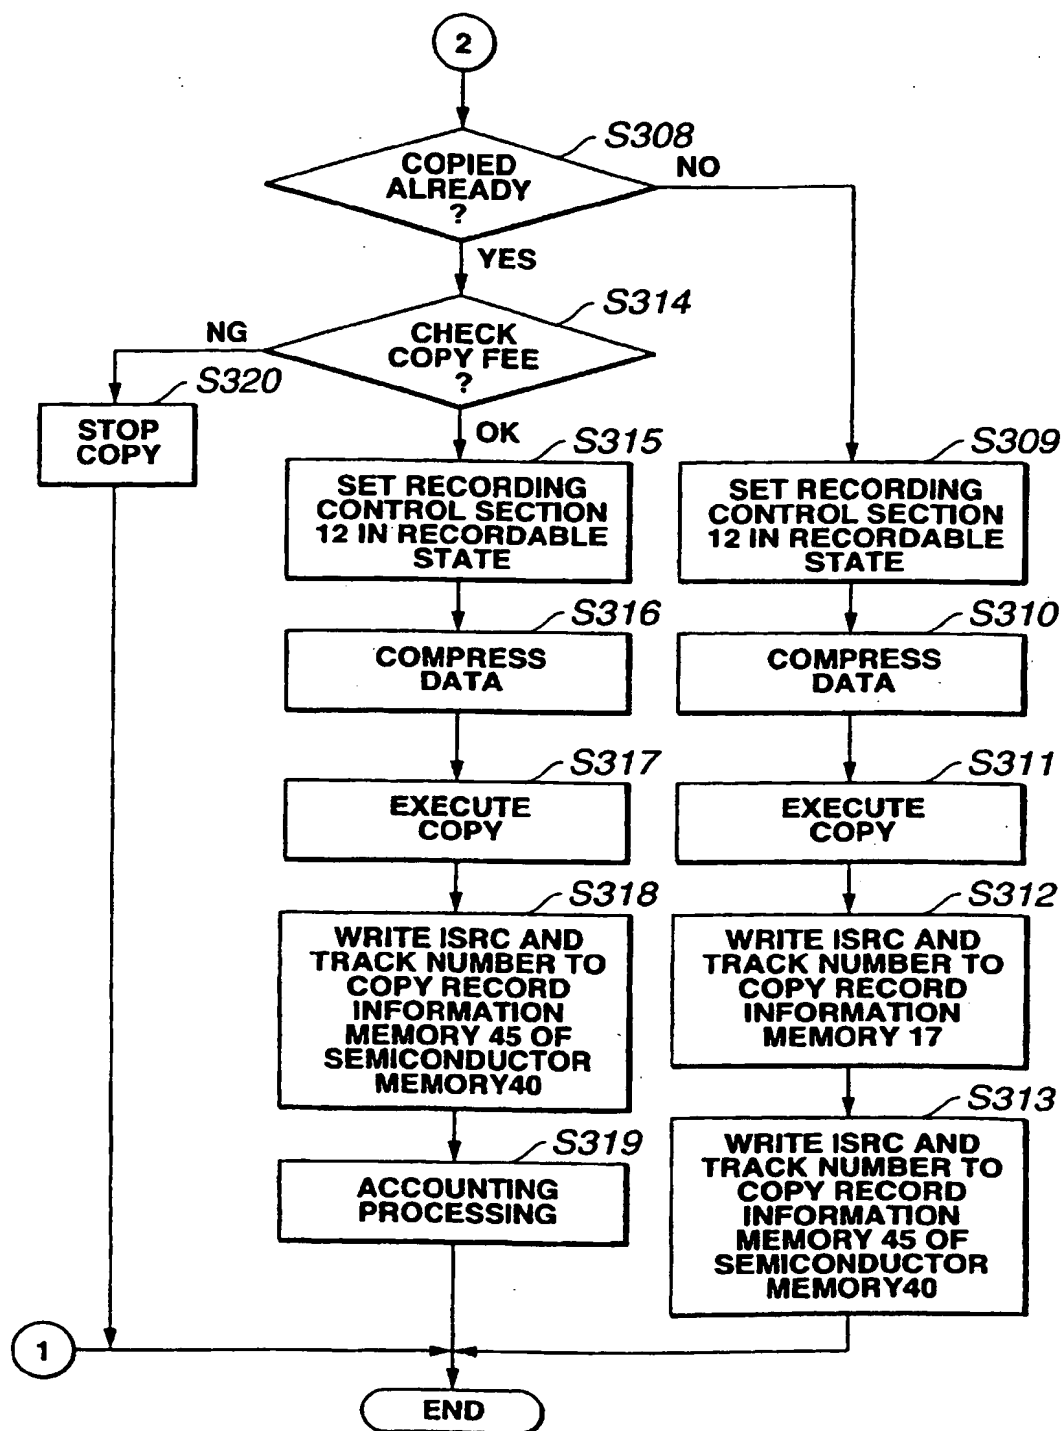 2
S308
COPIED
ALREADY
?
NO
YES
S314
NG
CHECK
COPY FEE
?
S320
STOP
COPY
OK
S315
SET RECORDING
CONTROL SECTION
12 IN RECORDABLE
STATE
S309
SET RECORDING
CONTROL SECTION
12 IN RECORDABLE
STATE
S316
COMPRESS
DATA
S310
COMPRESS
DATA
S317
EXECUTE
COPY
S311
EXECUTE
COPY
S318
WRITE ISRC AND
TRACK NUMBER TO
COPY RECORD
INFORMATION
MEMORY 45 OF
SEMICONDUCTOR
MEMORY40
S312
WRITE ISRC AND
TRACK NUMBER TO
COPY RECORD
INFORMATION
MEMORY 17
S319
ACCOUNTING
PROCESSING
S313
WRITE ISRC AND
TRACK NUMBER TO
COPY RECORD
INFORMATION
MEMORY 45 OF
SEMICONDUCTOR
MEMORY40
1
END